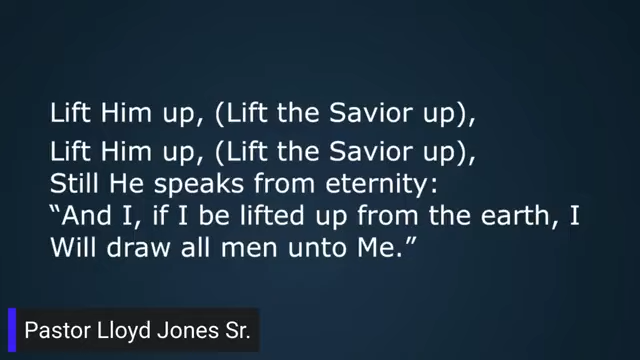 Lift Him up, (Lift the Savior up),
Lift Him up, (Lift the Savior up),
Still He speaks from eternity:
“And I, if I be lifted up from the earth, I
Will draw all men unto Me.”
Pastor Lloyd Jones Sr.